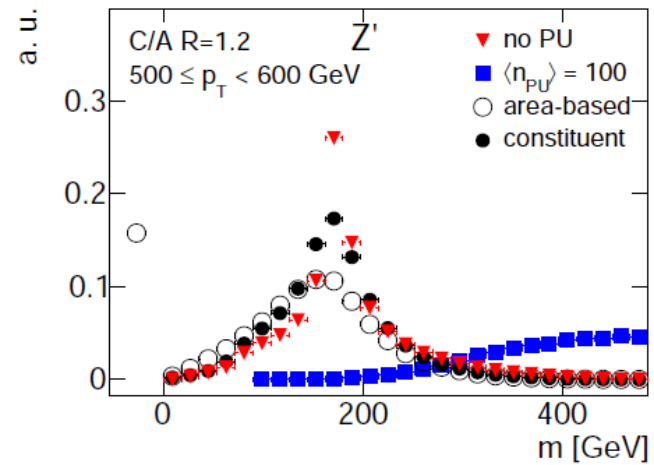 a. u.
C/A R=1.2
Z'
500 ≤ p_T < 600 GeV
no PU
⟨n_PU⟩ = 100
area-based
constituent
0.3
0.2
0.1
0
0
200
400
m [GeV]